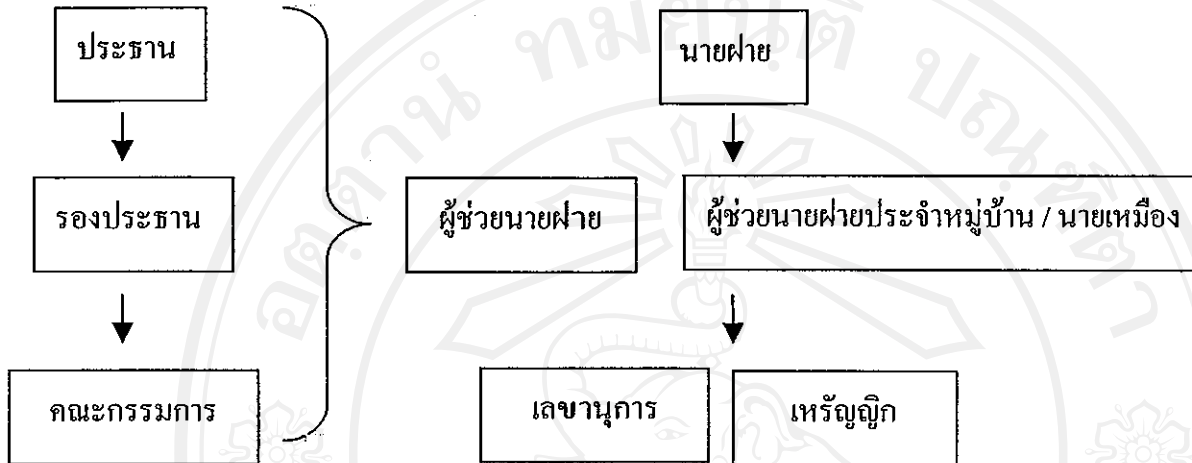 ประธาน
นายฝาย
รองประธาน
ผู้ช่วยนายฝาย
ผู้ช่วยนายฝายประจำหมู่บ้าน / นายเหมือง
คณะกรรมการ
เลขานุการ
เหรัญญิก